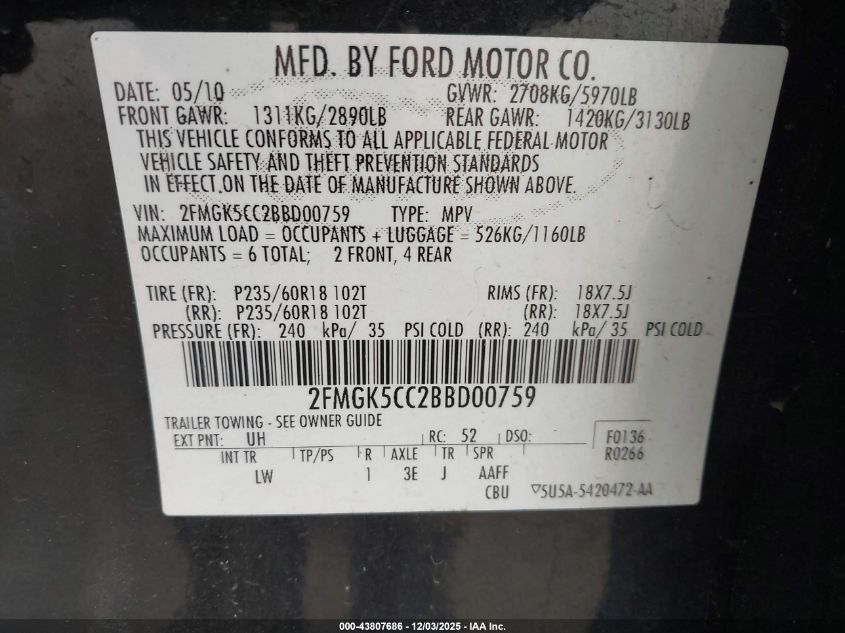 MFD. BY FORD MOTOR CO.
DATE: 05/10 GVWR: 2708KG/5970LB
FRONT GAWR: 1311KG/2890LB REAR GAWR: 1420KG/3130LB
THIS VEHICLE CONFORMS TO ALL APPLICABLE FEDERAL MOTOR
VEHICLE SAFETY AND THEFT PREVENTION STANDARDS
IN EFFECT ON THE DATE OF MANUFACTURE SHOWN ABOVE.
VIN: 2FMGK5CC2BBD00759 TYPE: MPV
MAXIMUM LOAD = OCCUPANTS + LUGGAGE = 526KG/1160LB
OCCUPANTS = 6 TOTAL; 2 FRONT, 4 REAR
TIRE (FR): P235/60R18 102T RIMS (FR): 18X7.5J
(RR): P235/60R18 102T (RR): 18X7.5J
PRESSURE (FR): 240 kPa/ 35 PSI COLD (RR): 240 kPa/ 35 PSI COLD
2FMGK5CC2BBD00759
TRAILER TOWING - SEE OWNER GUIDE
EXT PNT: UH RC: 52 DSO: F0136
INT TR TP/PS R AXLE TR SPR R0266
LW 1 3E J AAFF
CBU ▽5U5A-5420472-AA
000-43807686 - 12/03/2025 - IAA Inc.